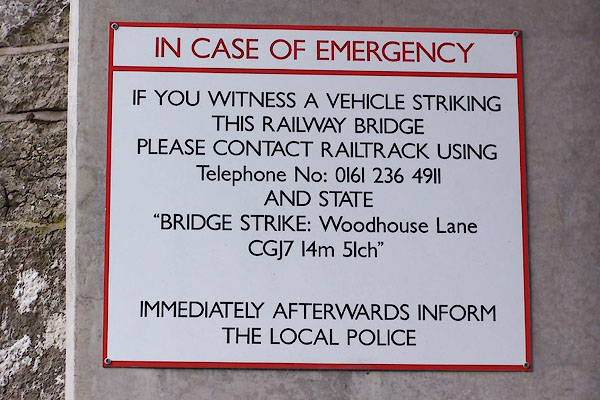 IN CASE OF EMERGENCY
IF YOU WITNESS A VEHICLE STRIKING
THIS RAILWAY BRIDGE
PLEASE CONTACT RAILTRACK USING
Telephone No: 0161 236 4911
AND STATE
“BRIDGE STRIKE: Woodhouse Lane
CGJ7 14m 51ch”
IMMEDIATELY AFTERWARDS INFORM
THE LOCAL POLICE